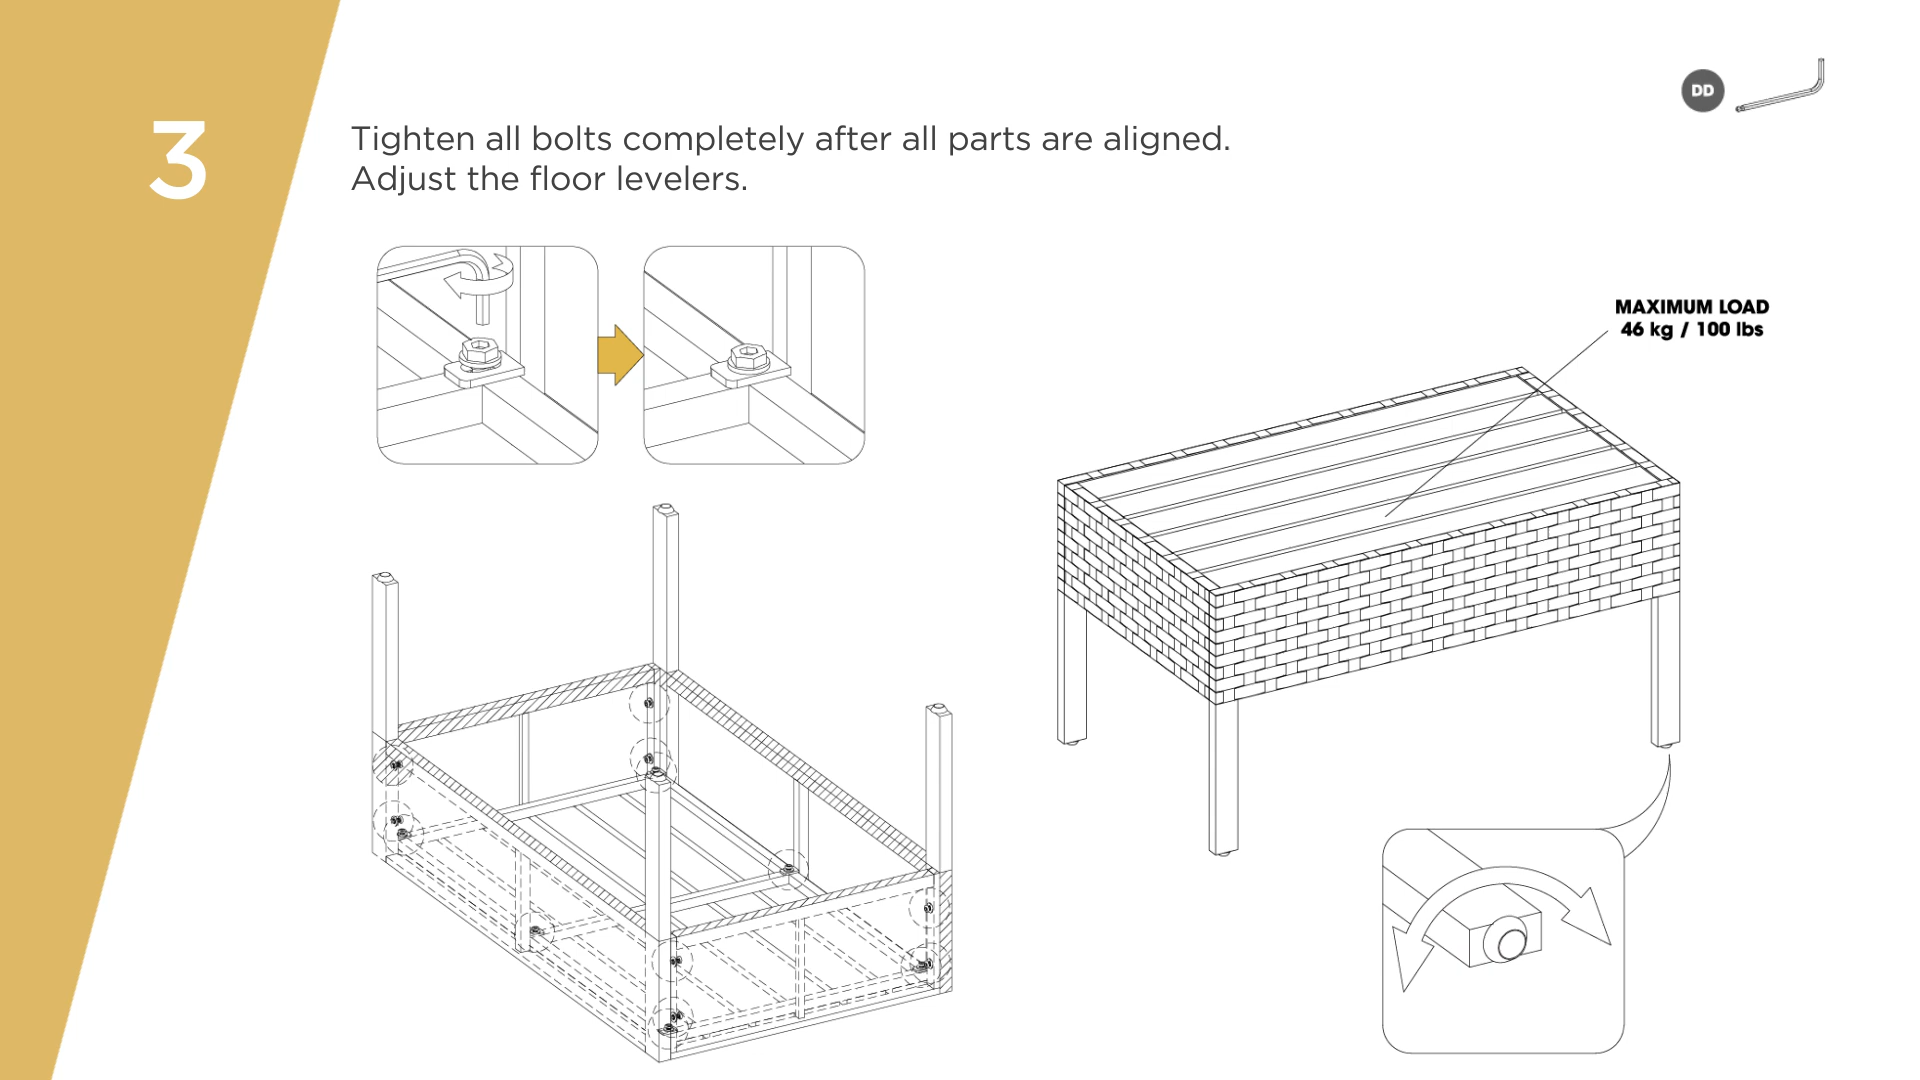 3
Tighten all bolts completely after all parts are aligned.
Adjust the floor levelers.
DD
MAXIMUM LOAD
46 kg / 100 lbs